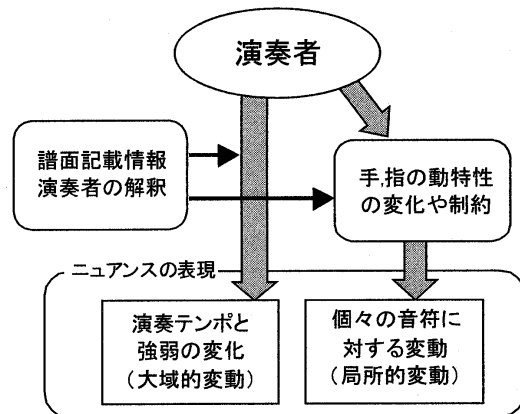 演奏者
譜面記載情報
演奏者の解釈
手,指の動特性
の変化や制約
ニュアンスの表現
演奏テンポと
強弱の変化
（大域的変動）
個々の音符に
対する変動
（局所的変動）